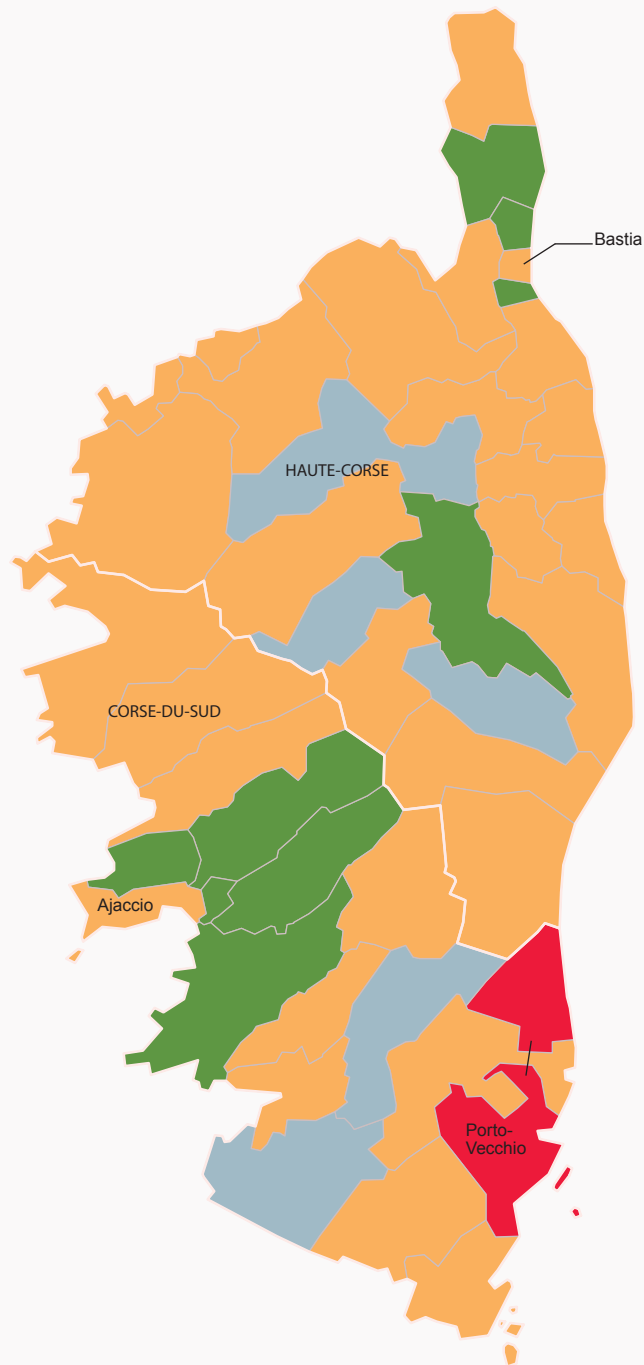 Bastia
HAUTE-CORSE
CORSE-DU-SUD
Ajaccio
Porto-
Vecchio